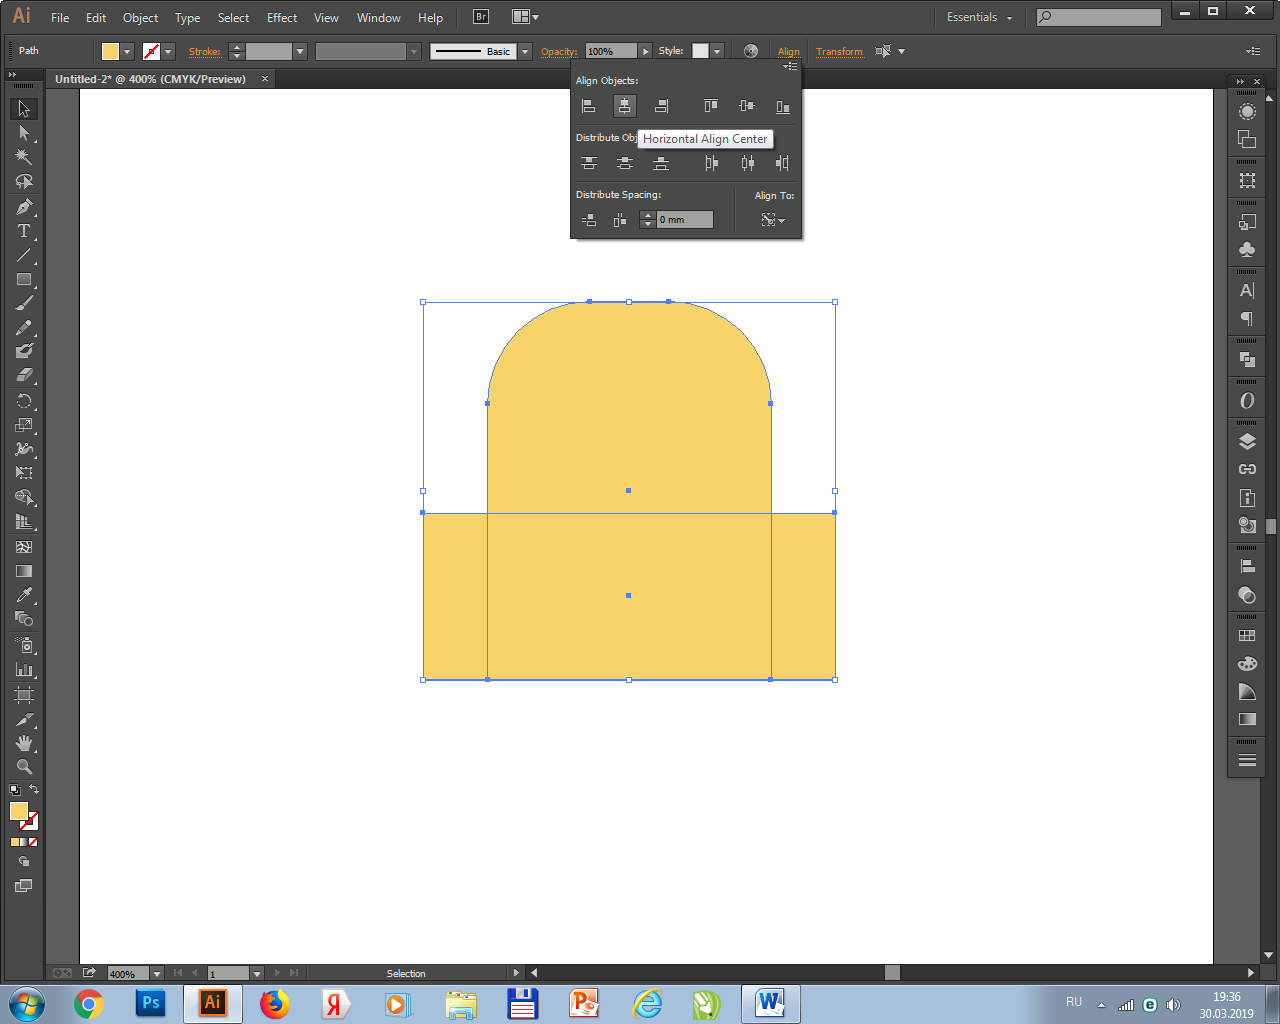 Ai File Edit Object Type Select Effect View Window Help Br Essentials
Path Stroke: Basic Opacity: 100% Style: Align Transform
Untitled-2* @ 400% (CMYK/Preview)
Align Objects:
Distribute Obj
Horizontal Align Center
Distribute Spacing: Align To:
0 mm
400% 1 Selection
Ps Ai Я P W RU 19:36
30.03.2019